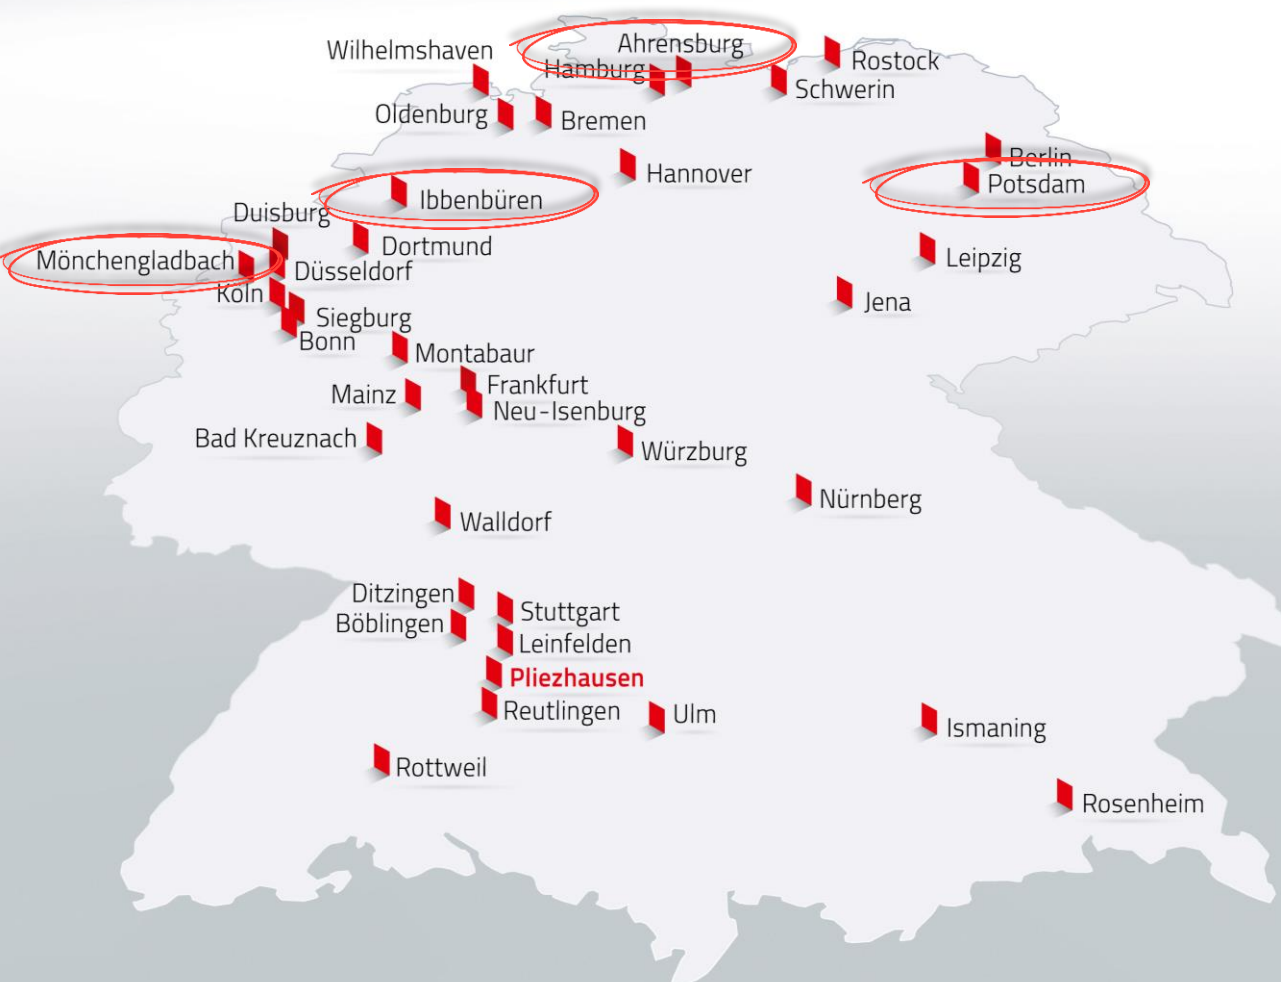 Ahrensburg
Wilhelmshaven
Rostock
Hamburg
Schwerin
Oldenburg
Bremen
Berlin
Hannover
Potsdam
Ibbenbüren
Duisburg
Dortmund
Leipzig
Mönchengladbach
Düsseldorf
Köln
Jena
Siegburg
Bonn
Montabaur
Frankfurt
Mainz
Neu-Isenburg
Bad Kreuznach
Würzburg
Nürnberg
Walldorf
Ditzingen
Stuttgart
Böblingen
Leinfelden
Pliezhausen
Reutlingen
Ulm
Ismaning
Rottweil
Rosenheim